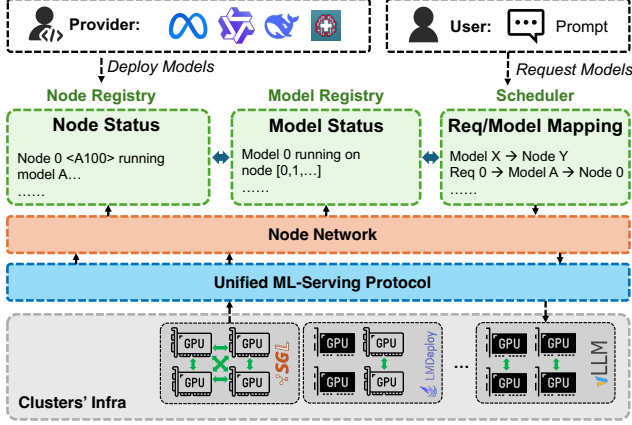 Provider:
User:
Prompt
Deploy Models
Request Models
Node Registry
Model Registry
Scheduler
Node Status
Node 0 <A100> running
model A…
……
Model Status
Model 0 running on
node [0,1,…]
……
Req/Model Mapping
Model X → Node Y
Req 0 → Model A → Node 0
……
Node Network
Unified ML-Serving Protocol
GPU GPU
GPU GPU
SGL
GPU GPU
GPU GPU
LMDeploy
...
GPU GPU
GPU GPU
vLLM
Clusters’ Infra